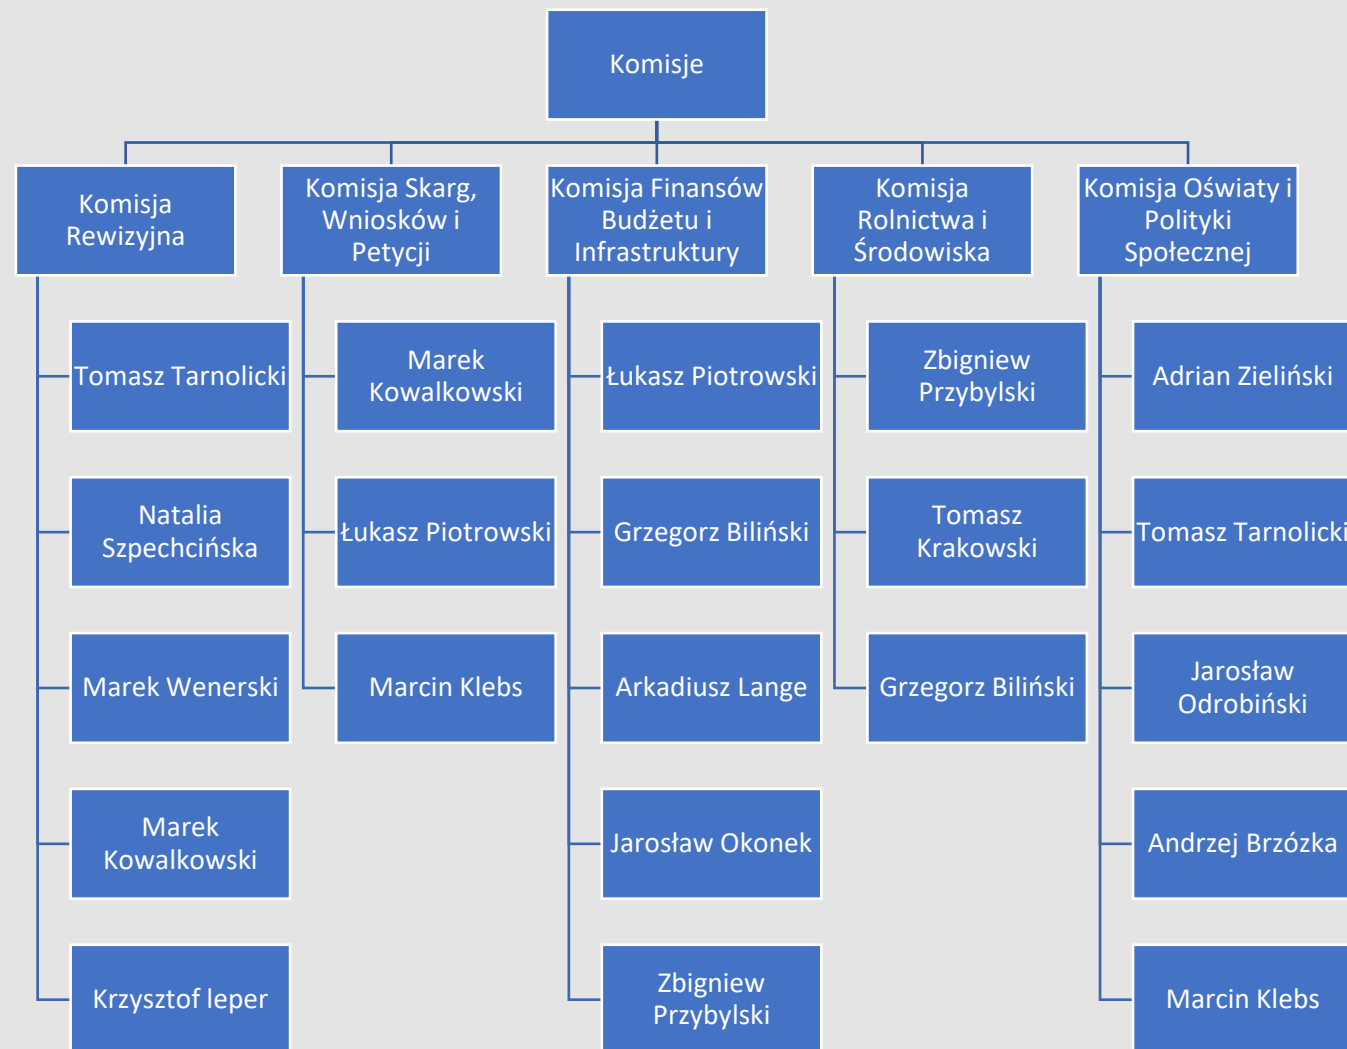 Komisje
Komisja
Rewizyjna
Tomasz Tarnolicki
Natalia
Szpechcińska
Marek Wenerski
Marek
Kowalkowski
Krzysztof leper
Komisja Skarg,
Wniosków i
Petycji
Marek
Kowalkowski
Łukasz Piotrowski
Marcin Klebs
Komisja Finansów
Budżetu i
Infrastruktury
Łukasz Piotrowski
Grzegorz Biliński
Arkadiusz Lange
Jarosław Okonek
Zbigniew
Przybylski
Komisja
Rolnictwa i
Środowiska
Zbigniew
Przybylski
Tomasz
Krakowski
Grzegorz Biliński
Komisja Oświaty i
Polityki
Społecznej
Adrian Zieliński
Tomasz Tarnolicki
Jarosław
Odrobiński
Andrzej Brzózka
Marcin Klebs